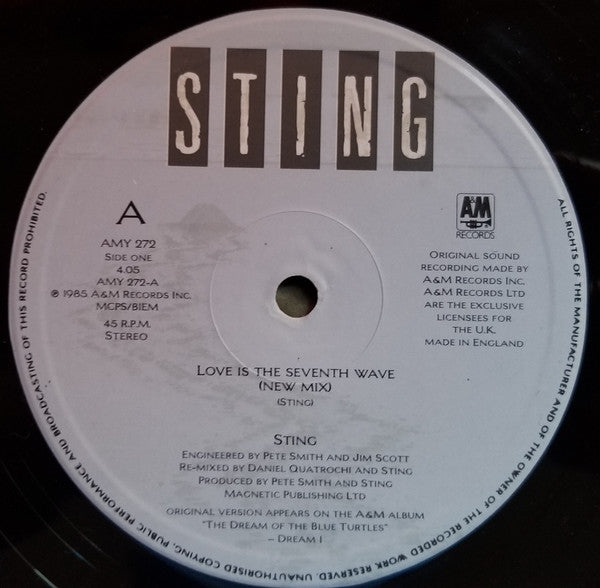 STING
A
AMY 272
SIDE ONE
4.05
AMY 272-A
℗ 1985 A&M RECORDS INC.
MCPS/BIEM
45 R.P.M.
STEREO
A&M
RECORDS
ORIGINAL SOUND
RECORDING MADE BY
A&M RECORDS INC.
A&M RECORDS LTD
ARE THE EXCLUSIVE
LICENSEES FOR
THE U.K.
MADE IN ENGLAND
LOVE IS THE SEVENTH WAVE
(NEW MIX)
(STING)
STING
ENGINEERED BY PETE SMITH AND JIM SCOTT
RE-MIXED BY DANIEL QUATROCHI AND STING
PRODUCED BY PETE SMITH AND STING
MAGNETIC PUBLISHING LTD
ORIGINAL VERSION APPEARS ON THE A&M ALBUM
"THE DREAM OF THE BLUE TURTLES"
– DREAM 1
ALL RIGHTS OF THE MANUFACTURER AND OF THE OWNER OF THE RECORDED WORK RESERVED. UNAUTHORISED COPYING, PUBLIC PERFORMANCE AND BROADCASTING OF THIS RECORD PROHIBITED.